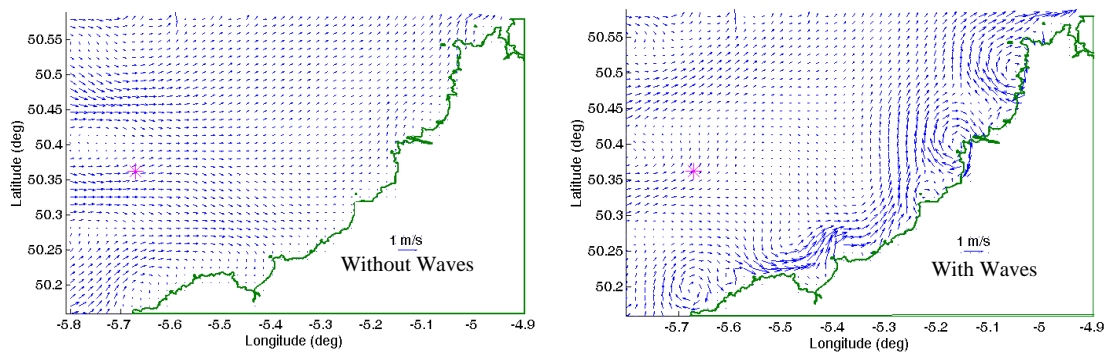 50.55
50.5
50.45
50.4
50.35
50.3
50.25
50.2
Latitude (deg)
1 m/s
Without Waves
-5.8 -5.7 -5.6 -5.5 -5.4 -5.3 -5.2 -5.1 -5 -4.9
Longitude (deg)
50.55
50.5
50.45
50.4
50.35
50.3
50.25
50.2
Latitude (deg)
1 m/s
With Waves
-5.7 -5.6 -5.5 -5.4 -5.3 -5.2 -5.1 -5 -4.9
Longitude (deg)